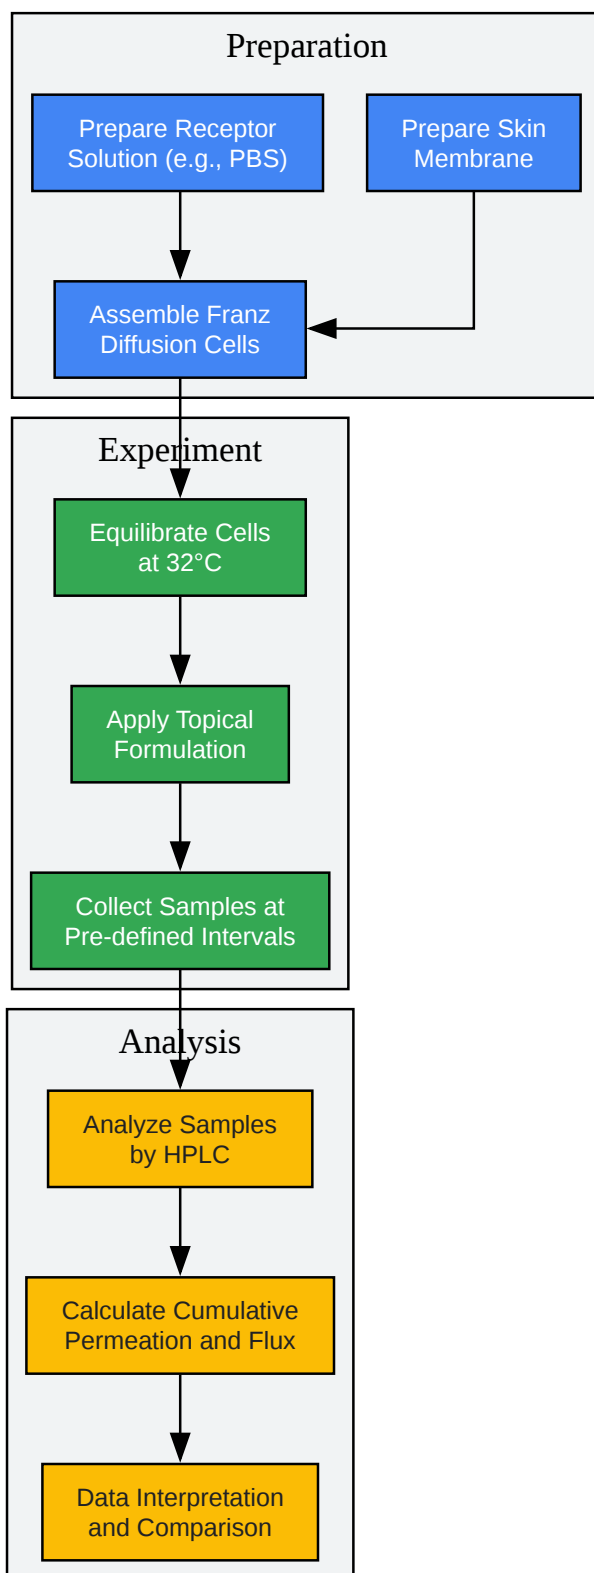 Preparation
Prepare Receptor
Solution (e.g., PBS)
Prepare Skin
Membrane
Assemble Franz
Diffusion Cells
Experiment
Equilibrate Cells
at 32°C
Apply Topical
Formulation
Collect Samples at
Pre-defined Intervals
Analysis
Analyze Samples
by HPLC
Calculate Cumulative
Permeation and Flux
Data Interpretation
and Comparison